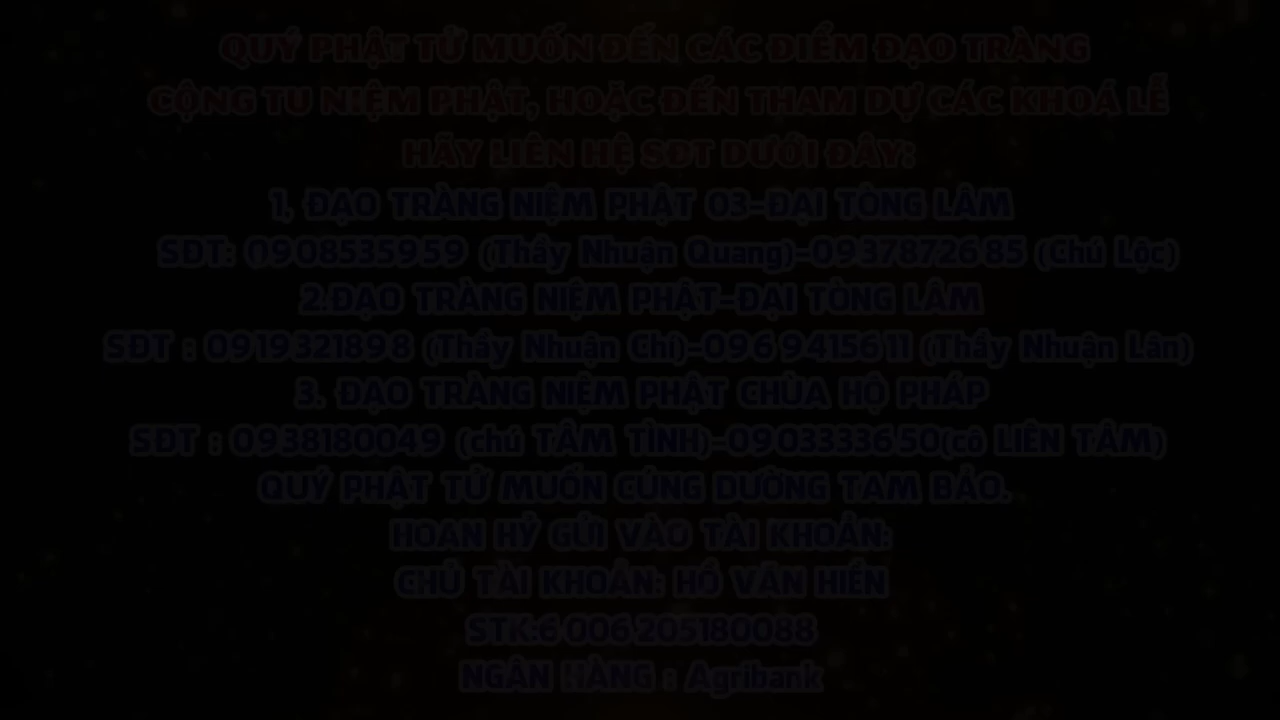 QUÝ PHẬT TỬ MUỐN ĐẾN CÁC ĐIỂM ĐẠO TRÀNG
CỘNG TU NIỆM PHẬT, HOẶC ĐẾN THAM DỰ CÁC KHOÁ LỄ
HÃY LIÊN HỆ SĐT DƯỚI ĐÂY:
1. ĐẠO TRÀNG NIỆM PHẬT 03-ĐẠI TÒNG LÂM
SĐT: 0908535959 (Thầy Nhuận Quang)-0937872685 (Chú Lộc)
2.ĐẠO TRÀNG NIỆM PHẬT-ĐẠI TÒNG LÂM
SĐT : 0919321898 (Thầy Nhuận Chí)-0969415611 (Thầy Nhuận Lân)
3. ĐẠO TRÀNG NIỆM PHẬT CHÙA HỘ PHÁP
SĐT : 0938180049 (chú TÂM TỊNH)-0903333650(cô LIÊN TÂM)
QUÝ PHẬT TỬ MUỐN CÚNG DƯỜNG TAM BẢO.
HOAN HỶ GỬI VÀO TÀI KHOẢN:
CHỦ TÀI KHOẢN: HỒ VĂN HIẾN
STK:6006205180088
NGÂN HÀNG : Agribank